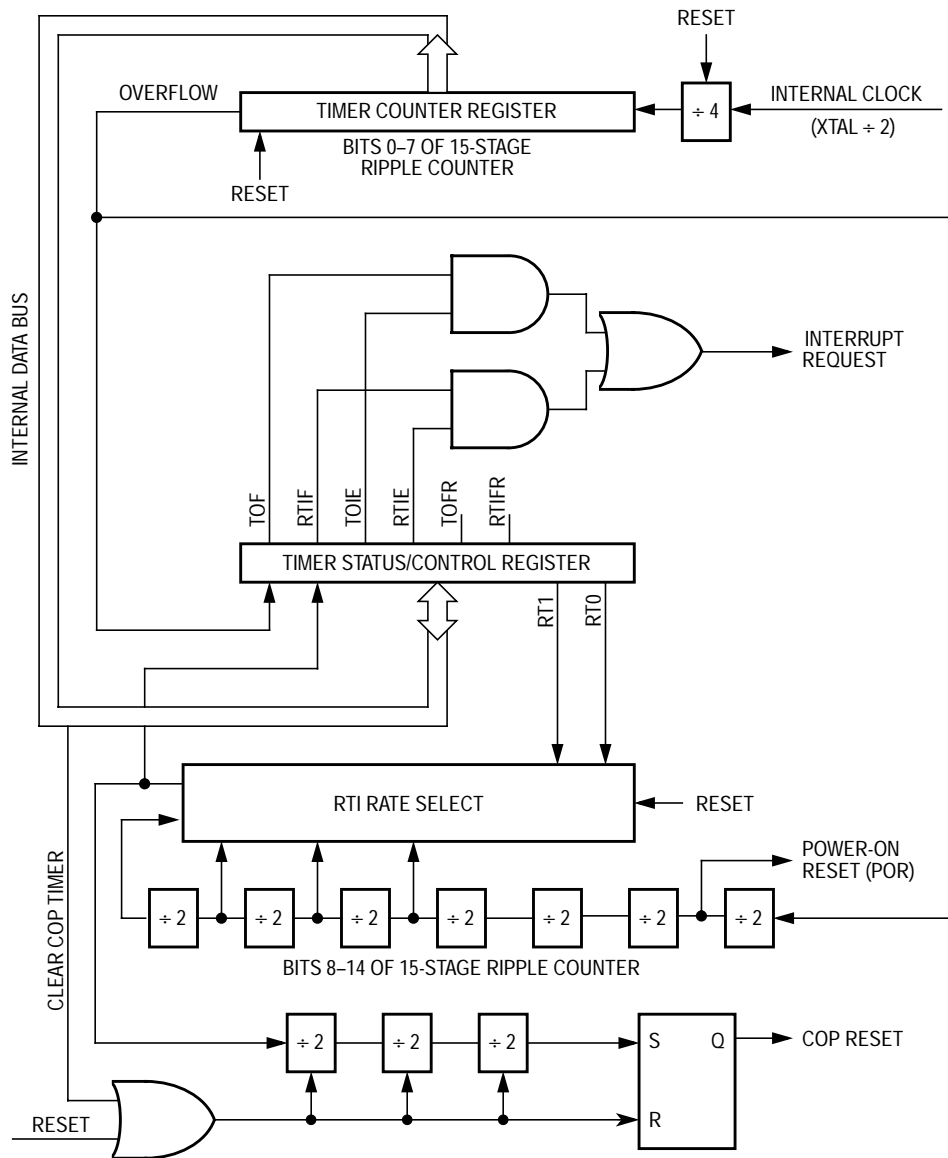 RESET
OVERFLOW
TIMER COUNTER REGISTER
÷ 4
INTERNAL CLOCK
(XTAL ÷ 2)
BITS 0–7 OF 15-STAGE
RIPPLE COUNTER
RESET
INTERNAL DATA BUS
INTERRUPT
REQUEST
TOF
RTIF
TOIE
RTIE
TOFR
RTIFR
TIMER STATUS/CONTROL REGISTER
RT1
RT0
RTI RATE SELECT
RESET
POWER-ON
RESET (POR)
÷ 2
÷ 2
÷ 2
÷ 2
÷ 2
÷ 2
÷ 2
BITS 8–14 OF 15-STAGE RIPPLE COUNTER
CLEAR COP TIMER
÷ 2
÷ 2
÷ 2
S
Q
COP RESET
RESET
R